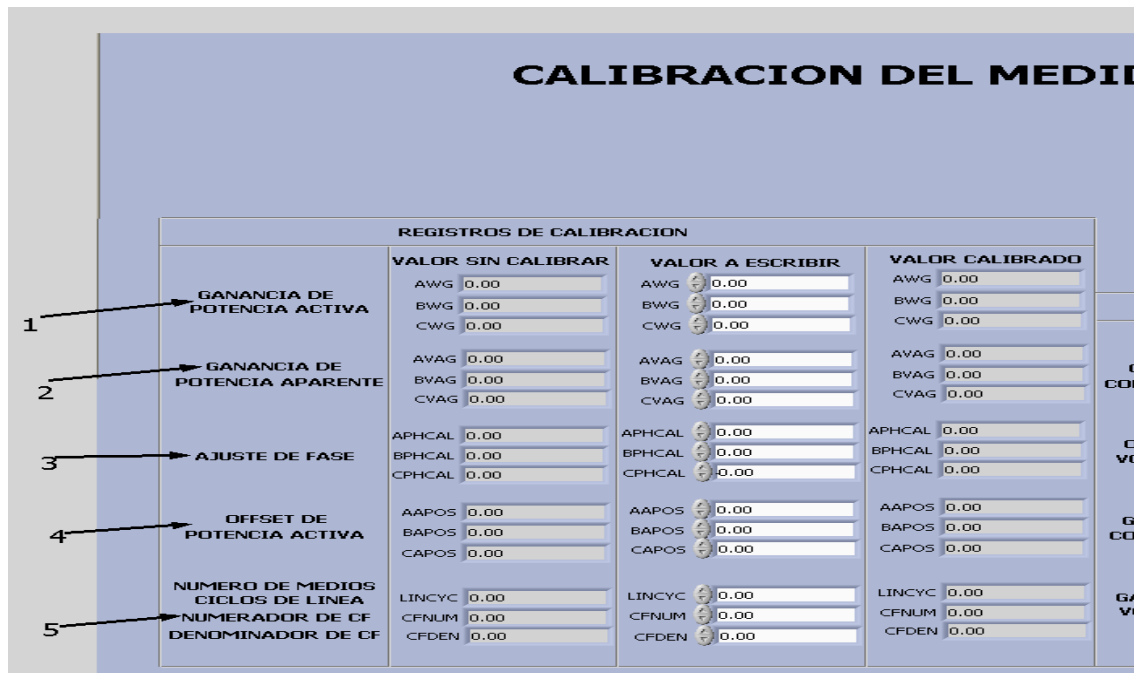 CALIBRACION DEL
REGISTROS DE CALIBRACION
VALOR SIN CALIBRAR VALOR A ESCRIBIR VALOR CALIBRADO
1 GANANCIA DE
POTENCIA ACTIVA
AWG 0.00 AWG 0.00 AWG 0.00
BWG 0.00 BWG 0.00 BWG 0.00
CWG 0.00 CWG 0.00 CWG 0.00
2 GANANCIA DE
POTENCIA APARENTE
AVAG 0.00 AVAG 0.00 AVAG 0.00
BVAG 0.00 BVAG 0.00 BVAG 0.00
CVAG 0.00 CVAG 0.00 CVAG 0.00
3 AJUSTE DE FASE
APHCAL 0.00 APHCAL 0.00 APHCAL 0.00
BPHCAL 0.00 BPHCAL 0.00 BPHCAL 0.00
CPHCAL 0.00 CPHCAL 0.00 CPHCAL 0.00
4 OFFSET DE
POTENCIA ACTIVA
AAPOS 0.00 AAPOS 0.00 AAPOS 0.00
BAPOS 0.00 BAPOS 0.00 BAPOS 0.00
CAPOS 0.00 CAPOS 0.00 CAPOS 0.00
NUMERO DE MEDIOS
CICLOS DE LINEA
5 NUMERADOR DE CF
DENOMINADOR DE CF
LINCYC 0.00 LINCYC 0.00 LINCYC 0.00
CFNUM 0.00 CFNUM 0.00 CFNUM 0.00
CFDEN 0.00 CFDEN 0.00 CFDEN 0.00